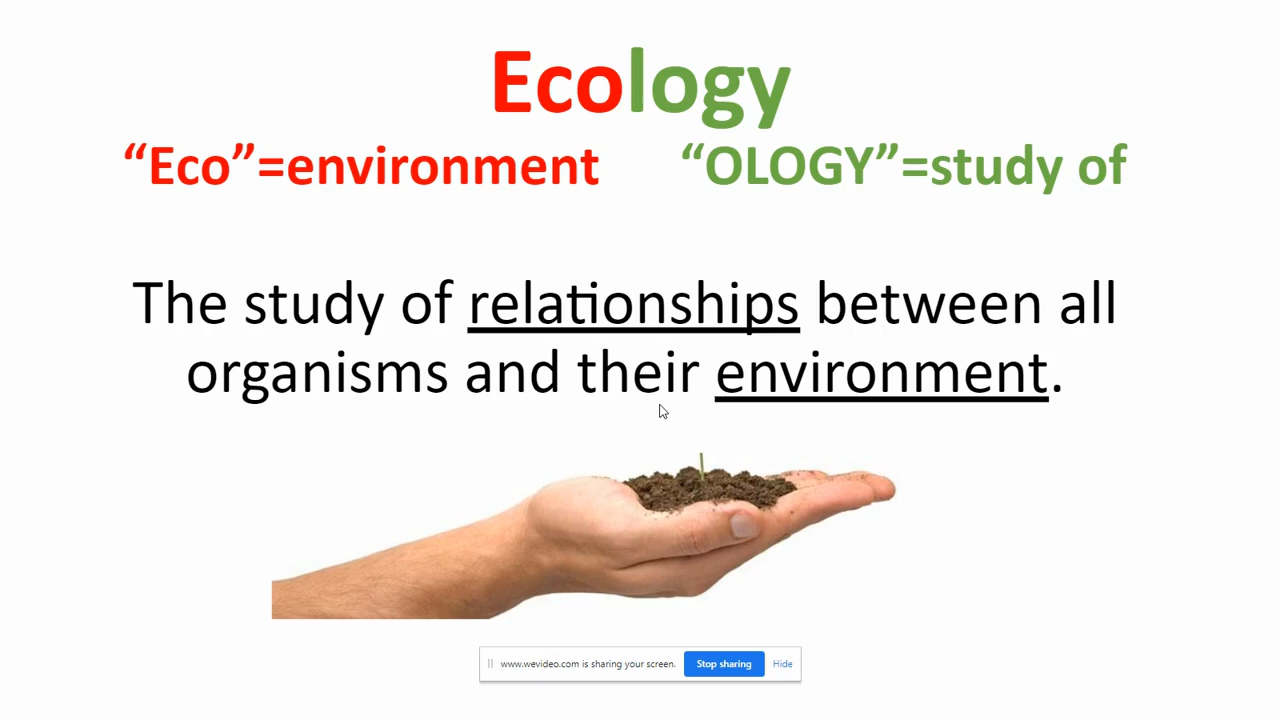 Ecology
“Eco”=environment “OLOGY”=study of
The study of relationships between all
organisms and their environment.
www.wevideo.com is sharing your screen. Stop sharing Hide